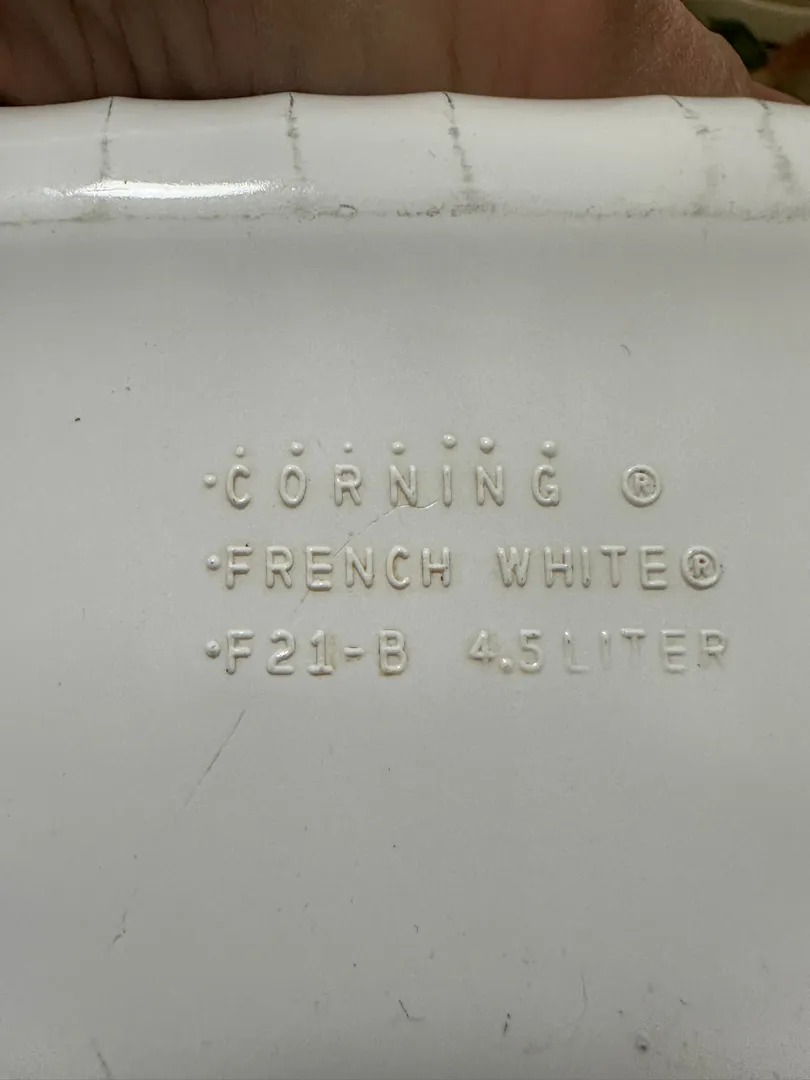 CORNING ®
FRENCH WHITE®
F21-B 4.5 LITER